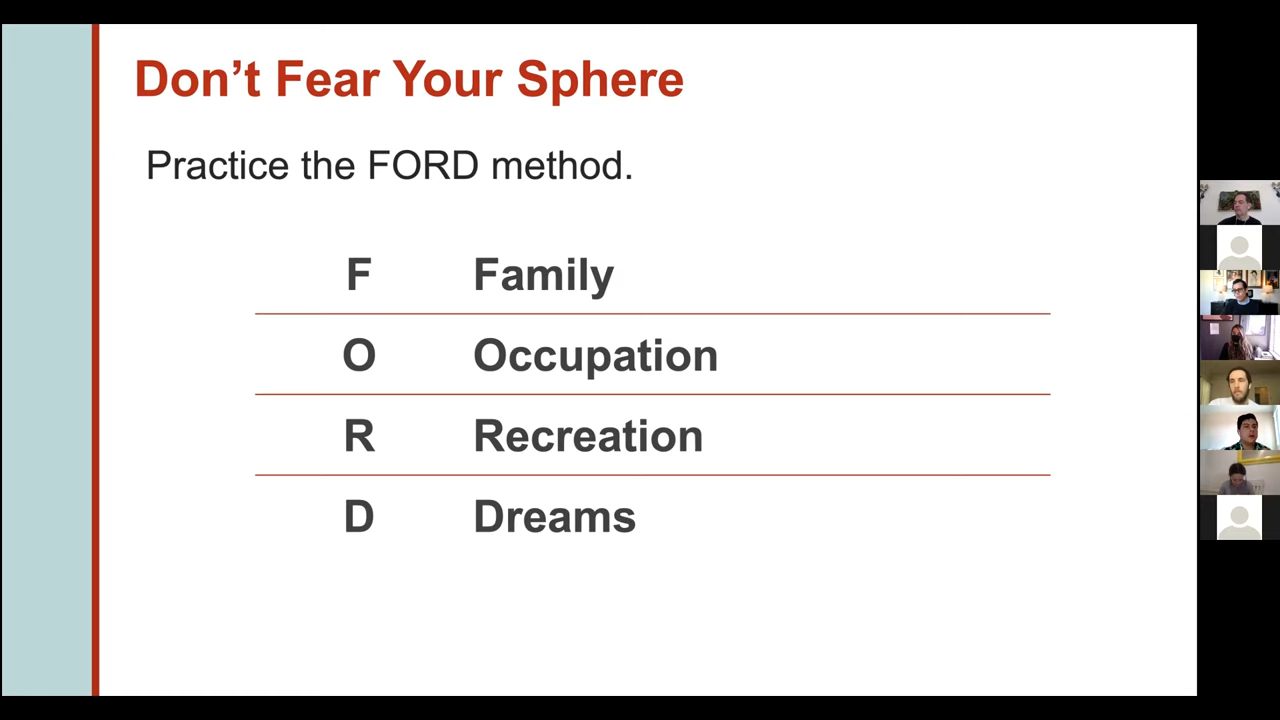 Don't Fear Your Sphere
Practice the FORD method.
F Family
O Occupation
R Recreation
D Dreams